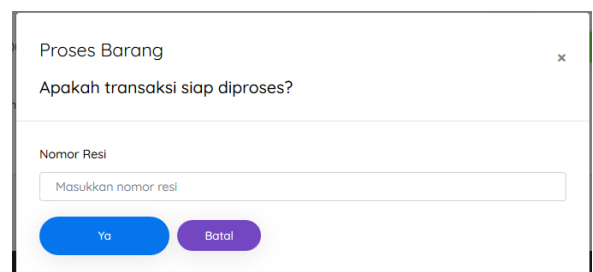 Proses Barang
×
Apakah transaksi siap diproses?
Nomor Resi
Masukkan nomor resi
Ya
Batal